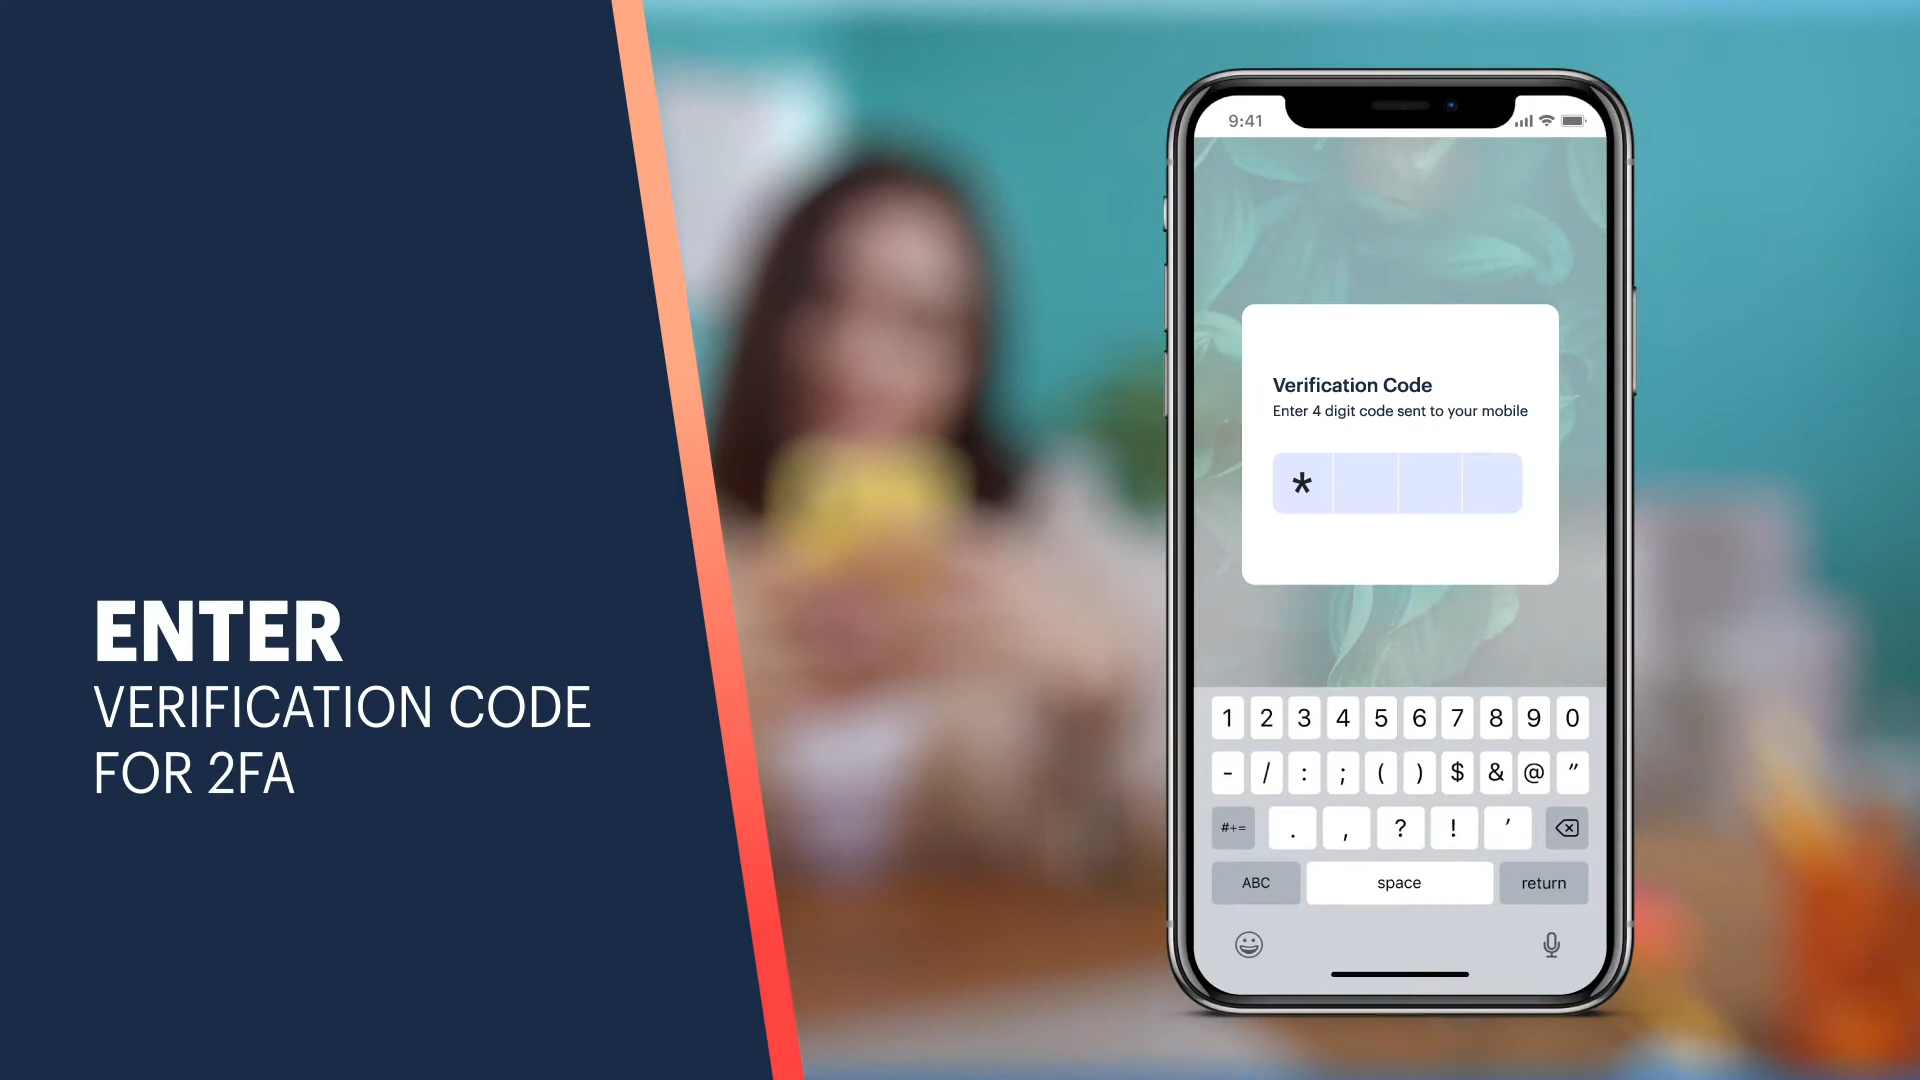 ENTER
VERIFICATION CODE
FOR 2FA
9:41
Verification Code
Enter 4 digit code sent to your mobile
*
1 2 3 4 5 6 7 8 9 0
- / : ; ( ) $ & @ "
#+= . , ? ! '
ABC space return